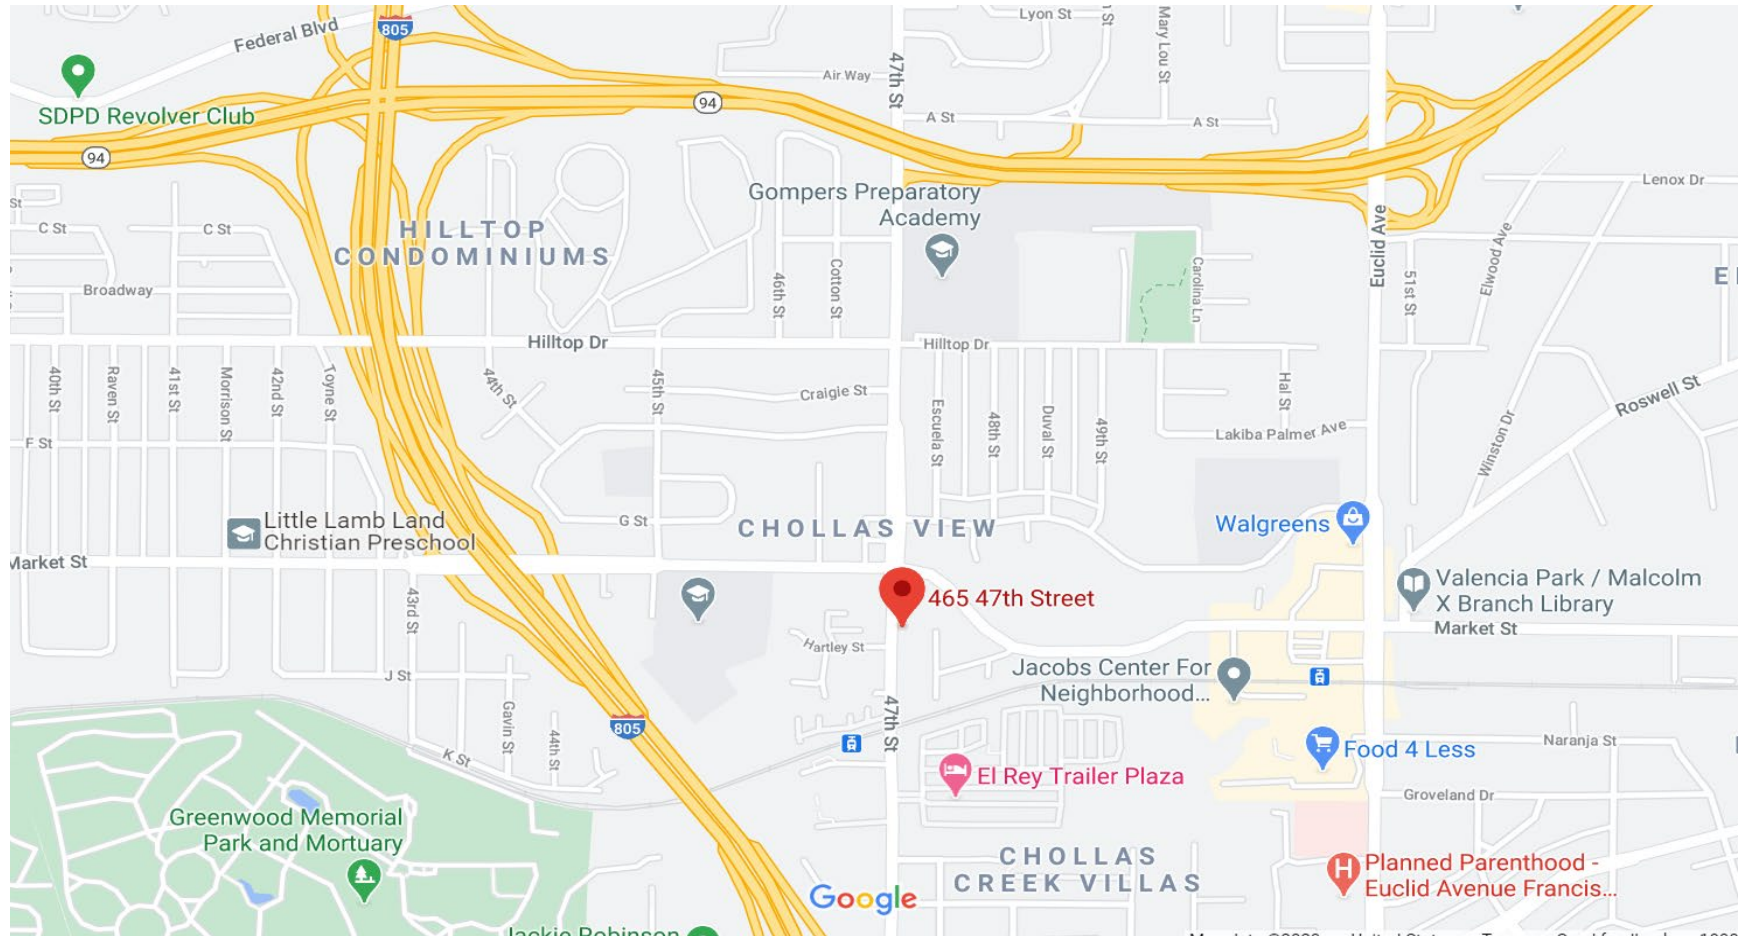 805
Federal Blvd
Lyon St
Mary Lou St
47th St
Air Way
SDPD Revolver Club
94
A St
A St
94
Gompers Preparatory
Academy
Lenox Dr
St
C St
C St
HILLTOP
CONDOMINIUMS
Euclid Ave
Elwood Ave
Broadway
46th St
Cotton St
Carolina Ln
51st St
Hilltop Dr
Hilltop Dr
40th St
Raven St
41st St
Morrison St
42nd St
Toyne St
44th St
45th St
Craigie St
Escuela St
48th St
Duval St
49th St
Hal St
Roswell St
Lakiba Palmer Ave
Winston Dr
F St
G St
CHOLLAS VIEW
Walgreens
Little Lamb Land
Christian Preschool
Market St
465 47th Street
Valencia Park / Malcolm
X Branch Library
Market St
43rd St
Hartley St
J St
Jacobs Center For
Neighborhood...
Gavin St
44th St
805
47th St
K St
Food 4 Less
Naranja St
El Rey Trailer Plaza
Groveland Dr
Greenwood Memorial
Park and Mortuary
CHOLLAS
CREEK VILLAS
Planned Parenthood -
Euclid Avenue Francis...
Google
Jackie Robinson